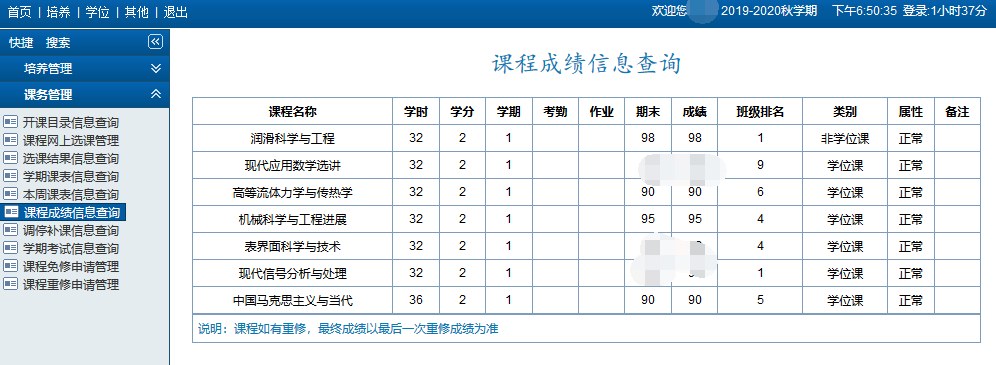 首页 | 培养 | 学位 | 其他 | 退出
欢迎您 2019-2020秋学期 下午6:50:35 登录:1小时37分
快捷 搜索
培养管理
课务管理
开课目录信息查询
课程网上选课管理
选课结果信息查询
学期课表信息查询
本周课表信息查询
课程成绩信息查询
调停补课信息查询
学期考试信息查询
课程免修申请管理
课程重修申请管理
课程成绩信息查询
课程名称 学时 学分 学期 考勤 作业 期末 成绩 班级排名 类别 属性 备注
润滑科学与工程 32 2 1 98 98 1 非学位课 正常
现代应用数学选讲 32 2 1 9 学位课 正常
高等流体力学与传热学 32 2 1 90 90 6 学位课 正常
机械科学与工程进展 32 2 1 95 95 4 学位课 正常
表界面科学与技术 32 2 1 4 学位课 正常
现代信号分析与处理 32 2 1 1 学位课 正常
中国马克思主义与当代 36 2 1 90 90 5 学位课 正常
说明：课程如有重修，最终成绩以最后一次重修成绩为准